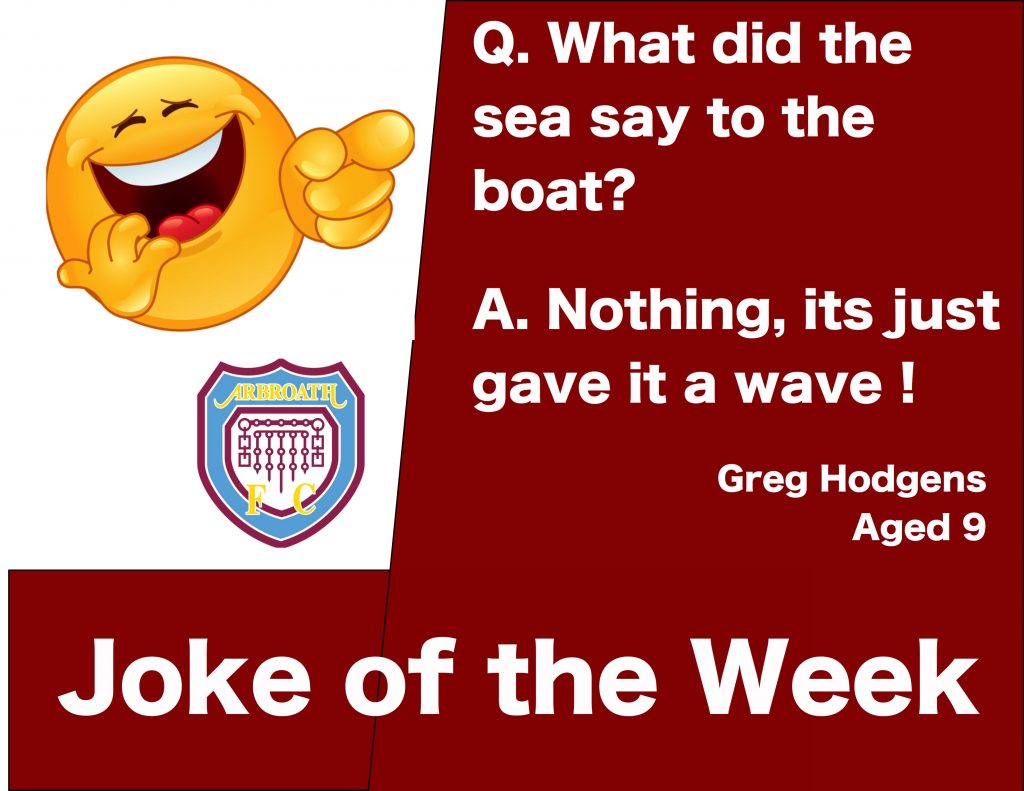 Q. What did the
sea say to the
boat?
A. Nothing, its just
gave it a wave !
Greg Hodgens
Aged 9
ARBROATH
F C
Joke of the Week